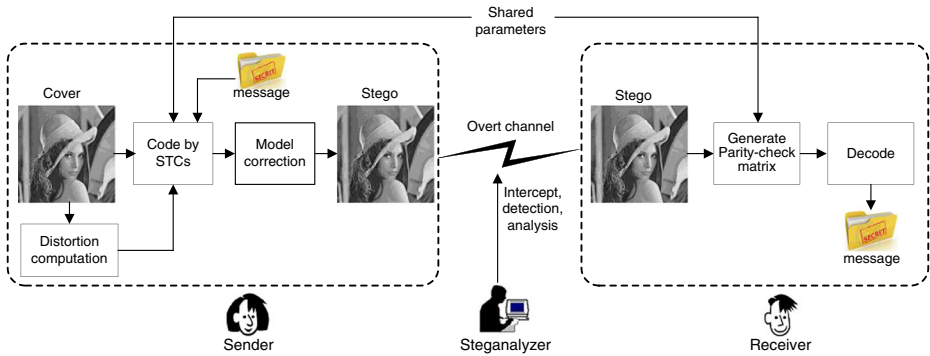 Shared
parameters
Cover
SECRET
message
Stego
Code by
STCs
Model
correction
Distortion
computation
Overt channel
Intercept,
detection,
analysis
Stego
Generate
Parity-check
matrix
Decode
SECRET
message
Sender
Steganalyzer
Receiver